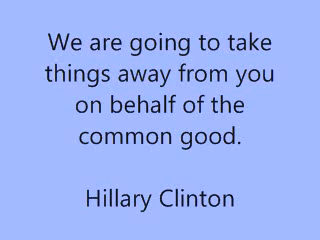 We are going to take
things away from you
on behalf of the
common good.
Hillary Clinton